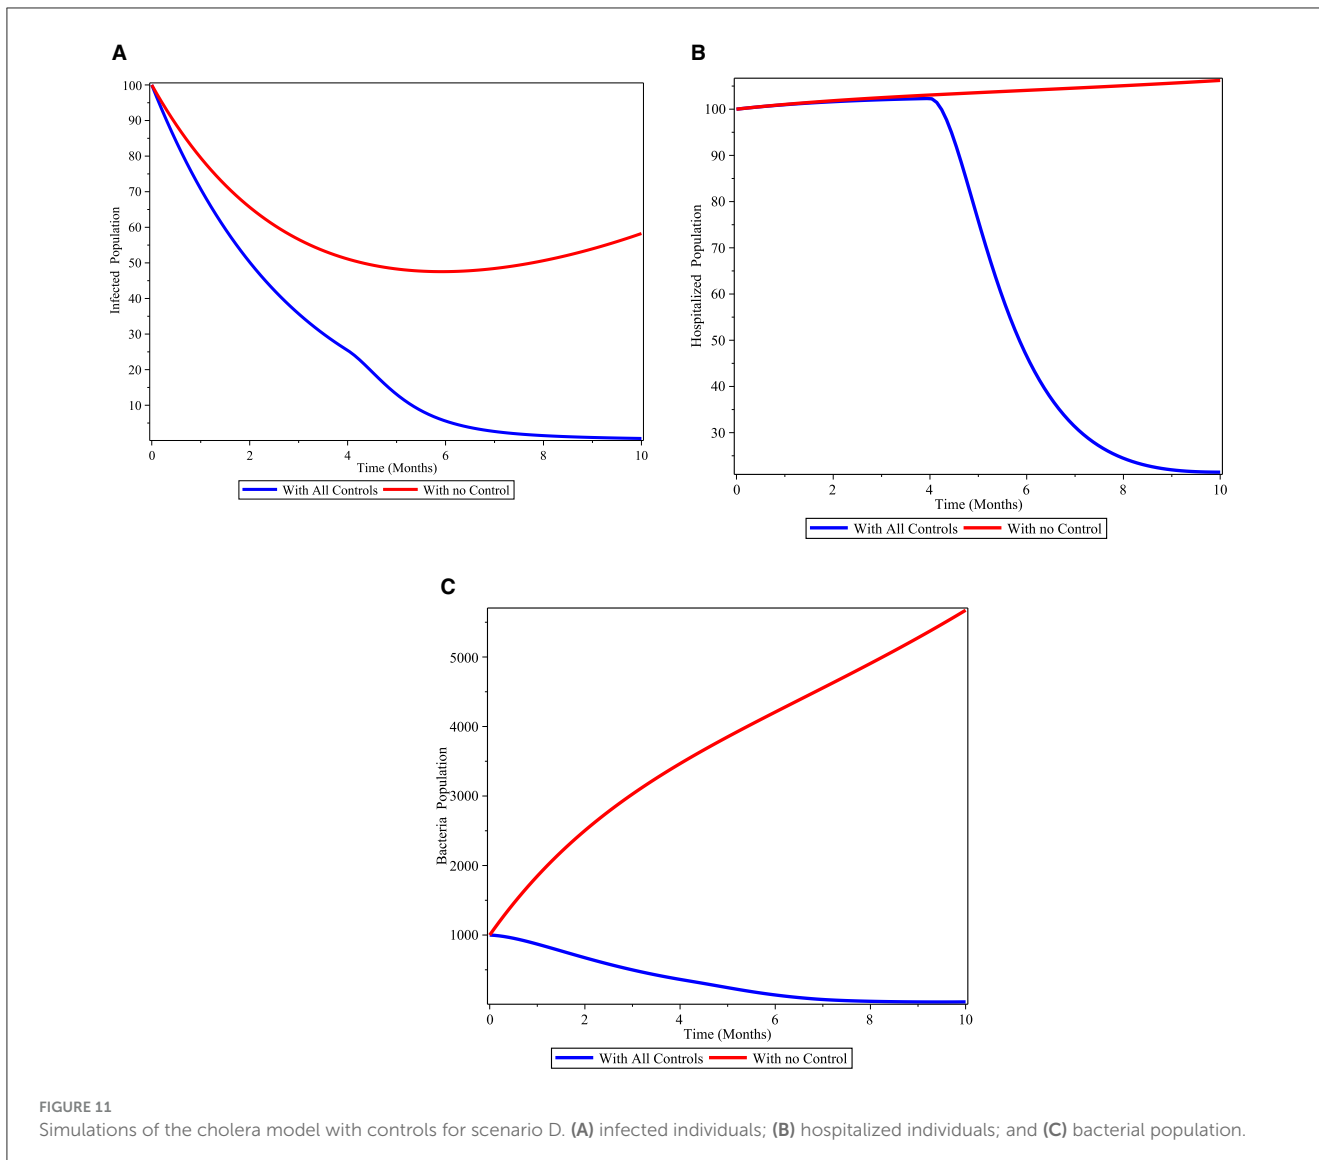 A
100
90
80
70
60
50
40
30
20
10
Infected Population
0
2
4
6
8
10
Time (Months)
With All Controls With no Control
B
100
90
80
70
60
50
40
30
Hospitalized Population
0
2
4
6
8
10
Time (Months)
With All Controls With no Control
C
5000
4000
3000
2000
1000
Bacteria Population
0
2
4
6
8
10
Time (Months)
With All Controls With no Control
FIGURE 11
Simulations of the cholera model with controls for scenario D. (A) infected individuals; (B) hospitalized individuals; and (C) bacterial population.